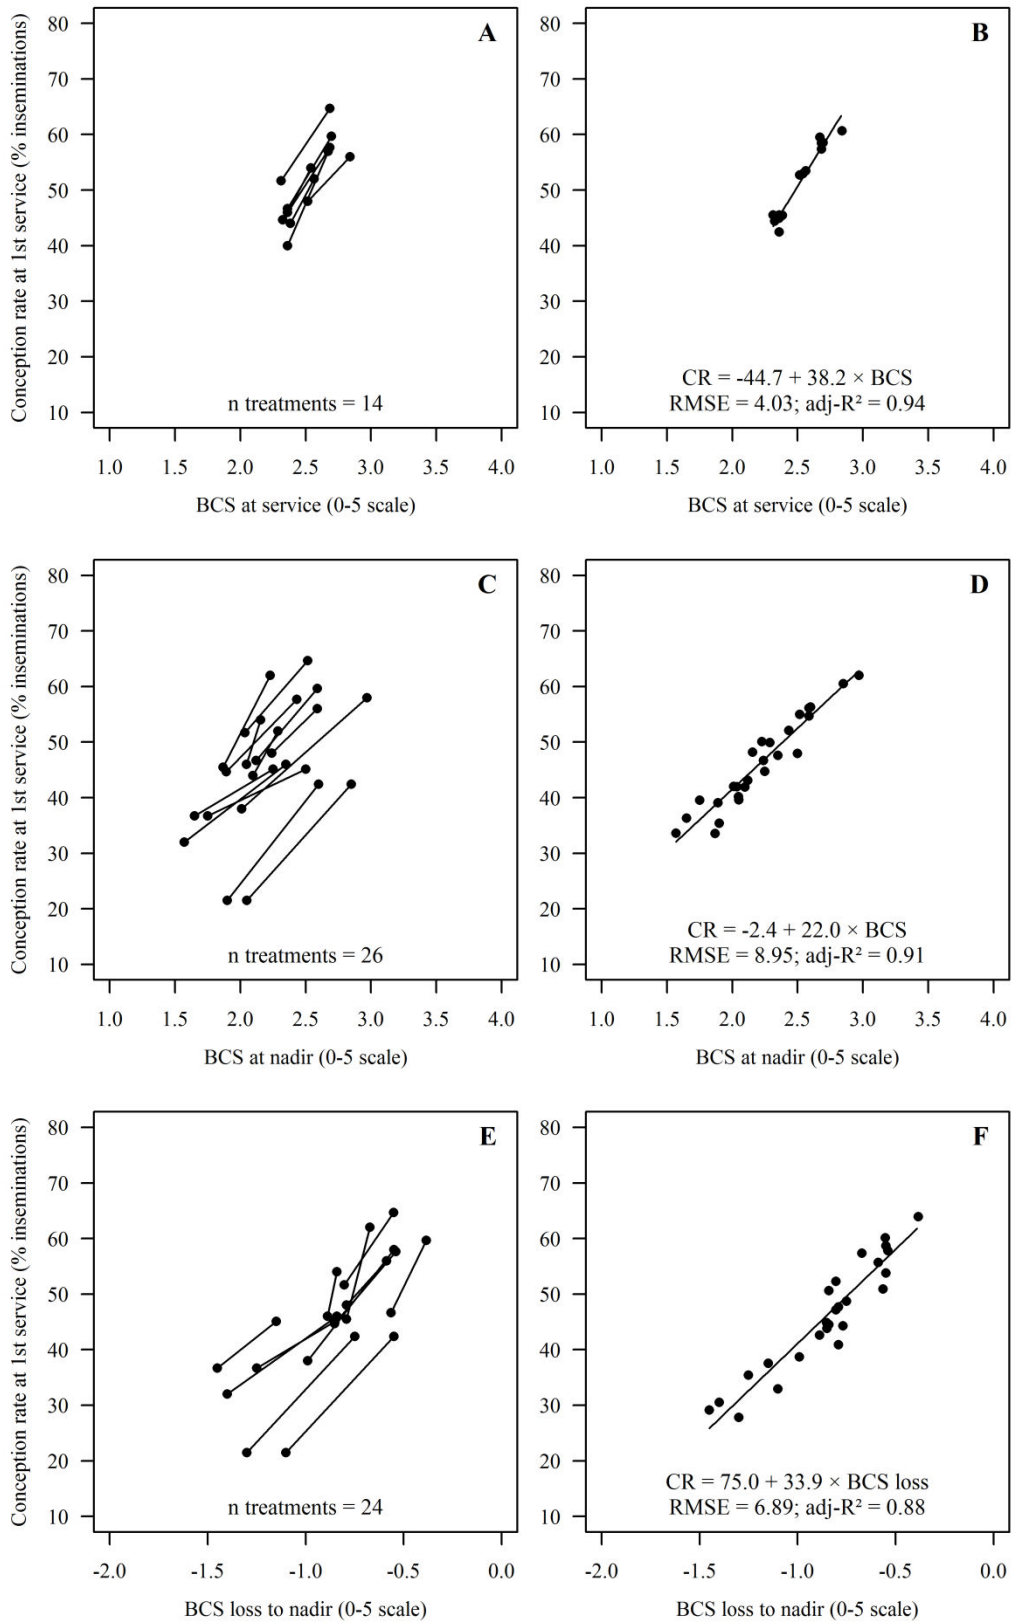 A
B
Conception rate at 1st service (% inseminations)
80
70
60
50
40
30
20
10
80
70
60
50
40
30
20
10
n treatments = 14
CR = -44.7 + 38.2 × BCS
RMSE = 4.03; adj-R² = 0.94
1.0 1.5 2.0 2.5 3.0 3.5 4.0
1.0 1.5 2.0 2.5 3.0 3.5 4.0
BCS at service (0-5 scale)
BCS at service (0-5 scale)
C
D
Conception rate at 1st service (% inseminations)
80
70
60
50
40
30
20
10
80
70
60
50
40
30
20
10
n treatments = 26
CR = -2.4 + 22.0 × BCS
RMSE = 8.95; adj-R² = 0.91
1.0 1.5 2.0 2.5 3.0 3.5 4.0
1.0 1.5 2.0 2.5 3.0 3.5 4.0
BCS at nadir (0-5 scale)
BCS at nadir (0-5 scale)
E
F
Conception rate at 1st service (% inseminations)
80
70
60
50
40
30
20
10
80
70
60
50
40
30
20
10
n treatments = 24
CR = 75.0 + 33.9 × BCS loss
RMSE = 6.89; adj-R² = 0.88
-2.0 -1.5 -1.0 -0.5 0.0
-2.0 -1.5 -1.0 -0.5 0.0
BCS loss to nadir (0-5 scale)
BCS loss to nadir (0-5 scale)